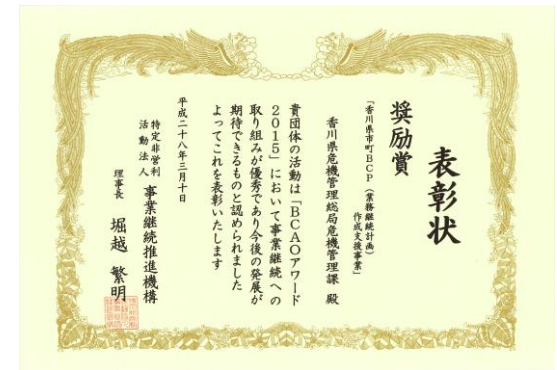 表彰状
奨励賞
「香川県市町BCP(業務継続計画)
作成支援事業」
香川県危機管理総局危機管理課 殿
貴団体の活動は「BCAOアワード
2015」において事業継続への
取り組みが優秀であり今後の発展が
期待できるものと認められました
よってこれを表彰いたします
平成二十八年三月十日
特定非営利
活動法人 事業継続推進機構
理事長 堀越 繁明